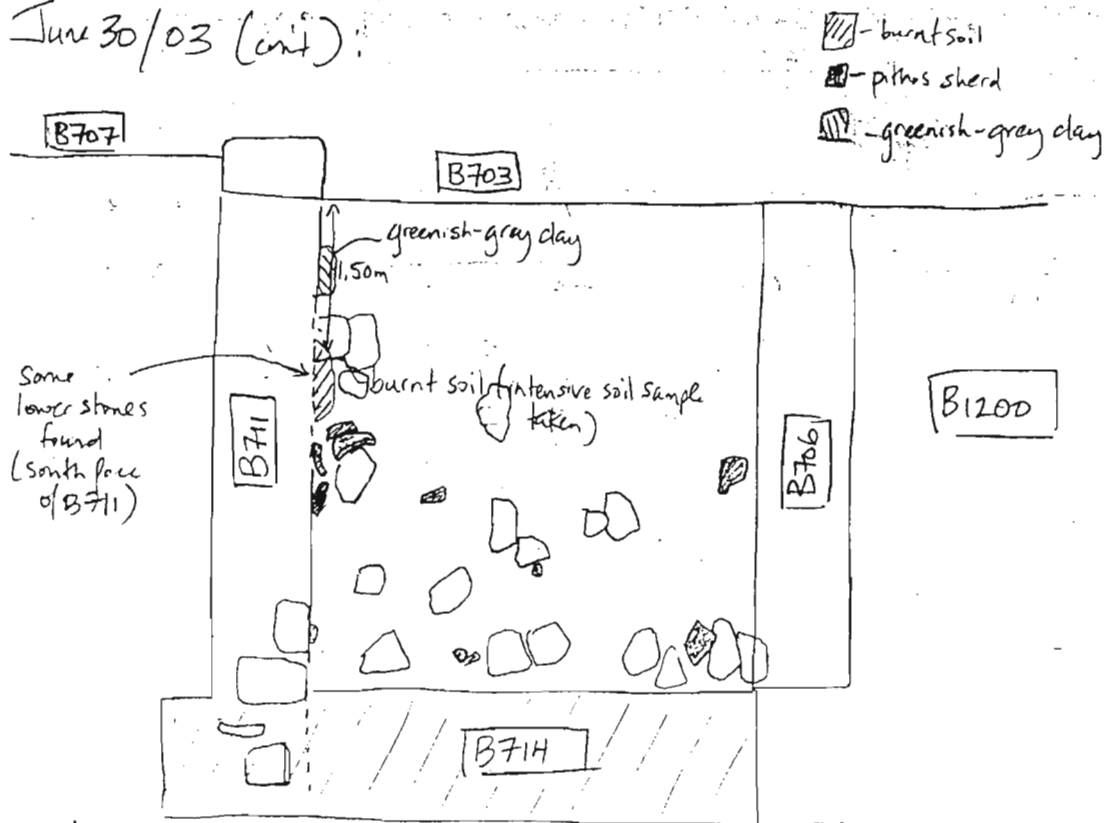 June 30/03 (cont):
- burnt soil
- pithos sherd
- greenish-grey clay
B707
B703
greenish-grey clay
1.50m
burnt soil (intensive soil sample
taken)
Some
lower stones
found
(south face
of B711)
B711
B706
B1200
B714